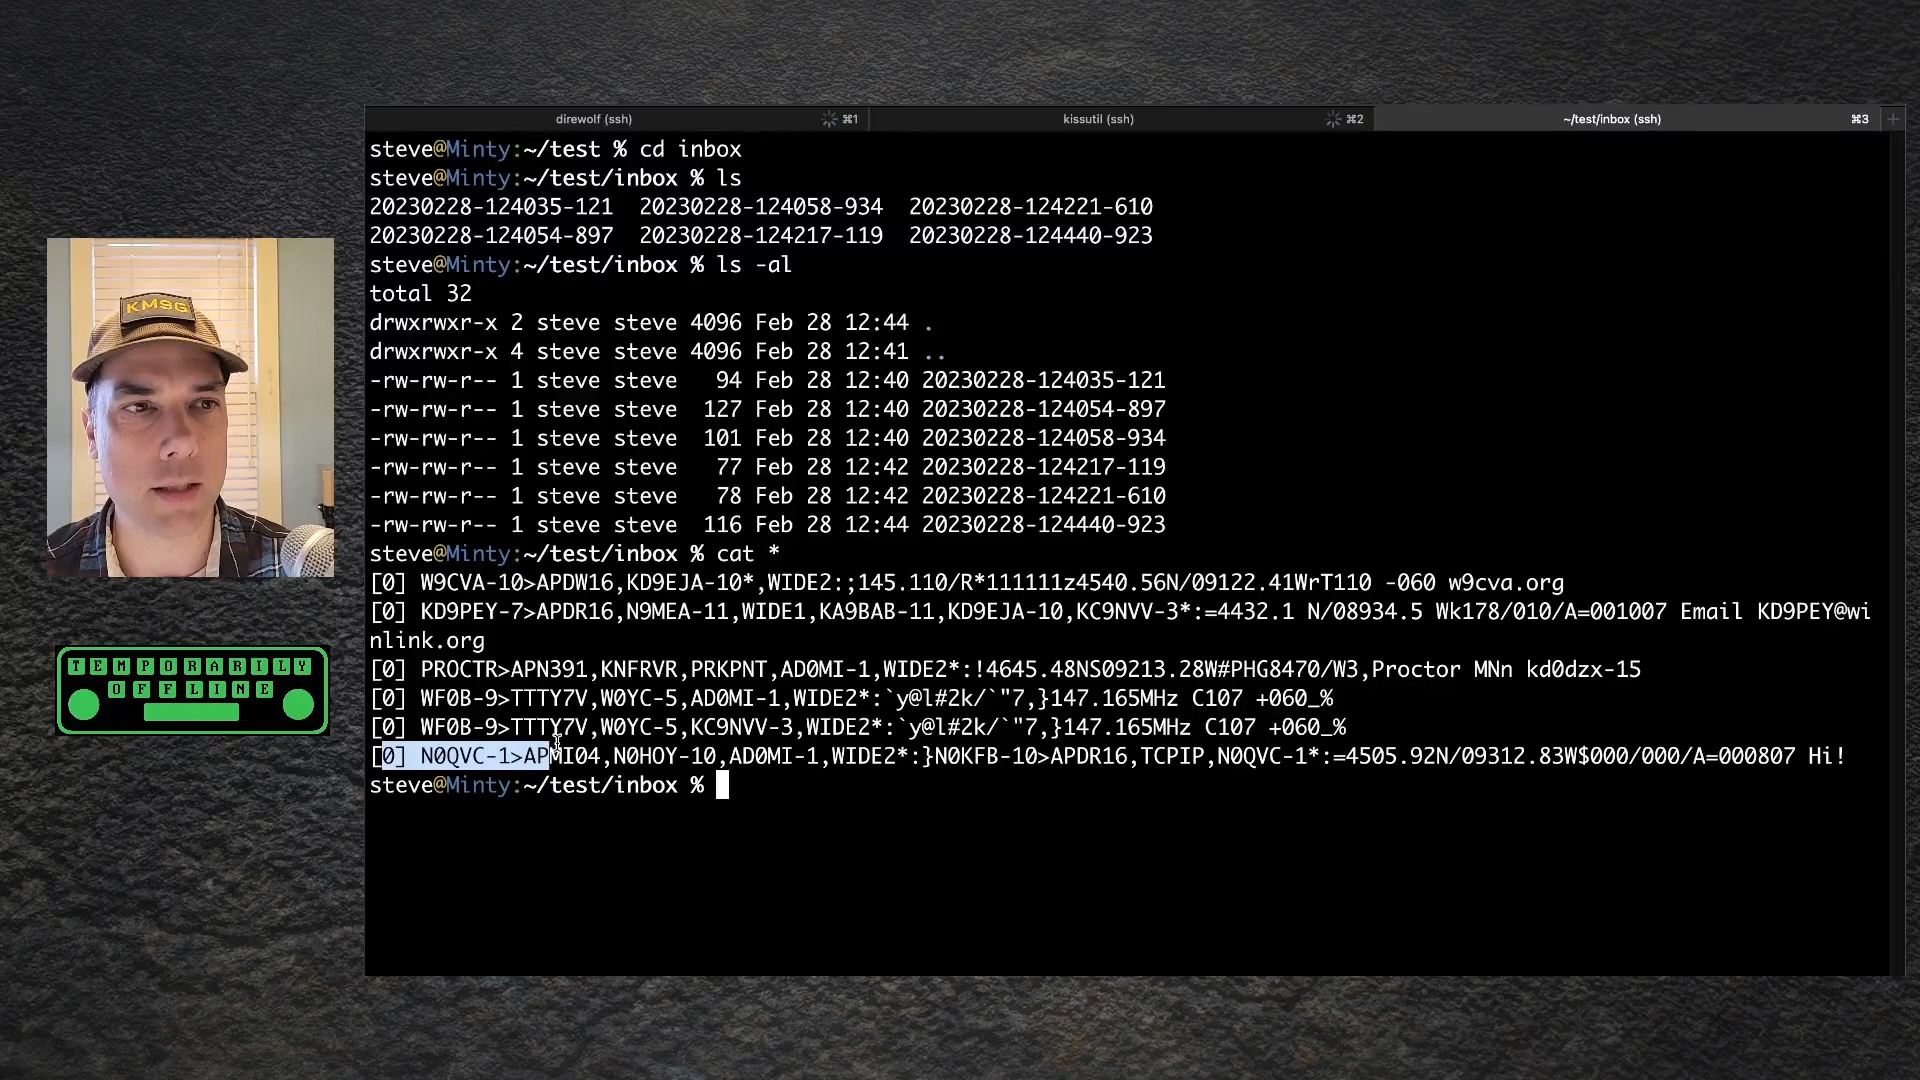 direwolf (ssh) ⌘1 kissutil (ssh) ⌘2 ~/test/inbox (ssh) ⌘3 +
steve@Minty:~/test % cd inbox
steve@Minty:~/test/inbox % ls
20230228-124035-121 20230228-124058-934 20230228-124221-610
20230228-124054-897 20230228-124217-119 20230228-124440-923
steve@Minty:~/test/inbox % ls -al
total 32
drwxrwxr-x 2 steve steve 4096 Feb 28 12:44 .
drwxrwxr-x 4 steve steve 4096 Feb 28 12:41 ..
-rw-rw-r-- 1 steve steve 94 Feb 28 12:40 20230228-124035-121
-rw-rw-r-- 1 steve steve 127 Feb 28 12:40 20230228-124054-897
-rw-rw-r-- 1 steve steve 101 Feb 28 12:40 20230228-124058-934
-rw-rw-r-- 1 steve steve 77 Feb 28 12:42 20230228-124217-119
-rw-rw-r-- 1 steve steve 78 Feb 28 12:42 20230228-124221-610
-rw-rw-r-- 1 steve steve 116 Feb 28 12:44 20230228-124440-923
steve@Minty:~/test/inbox % cat *
[0] W9CVA-10>APDW16,KD9EJA-10*,WIDE2:;145.110/R*111111z4540.56N/09122.41WrT110 -060 w9cva.org
[0] KD9PEY-7>APDR16,N9MEA-11,WIDE1,KA9BAB-11,KD9EJA-10,KC9NVV-3*:=4432.1 N/08934.5 Wk178/010/A=001007 Email KD9PEY@wi
nlink.org
[0] PROCTR>APN391,KNFRVR,PRKPNT,AD0MI-1,WIDE2*:!4645.48NS09213.28W#PHG8470/W3,Proctor MNn kd0dzx-15
[0] WF0B-9>TTTY7V,W0YC-5,AD0MI-1,WIDE2*:`y@l#2k/`"7,}147.165MHz C107 +060_%
[0] WF0B-9>TTTY7V,W0YC-5,KC9NVV-3,WIDE2*:`y@l#2k/`"7,}147.165MHz C107 +060_%
[0] N0QVC-1>APMI04,N0HOY-10,AD0MI-1,WIDE2*:}N0KFB-10>APDR16,TCPIP,N0QVC-1*:=4505.92N/09312.83W$000/000/A=000807 Hi!
steve@Minty:~/test/inbox %
KM9G
TEMPORARILY
OFFLINE